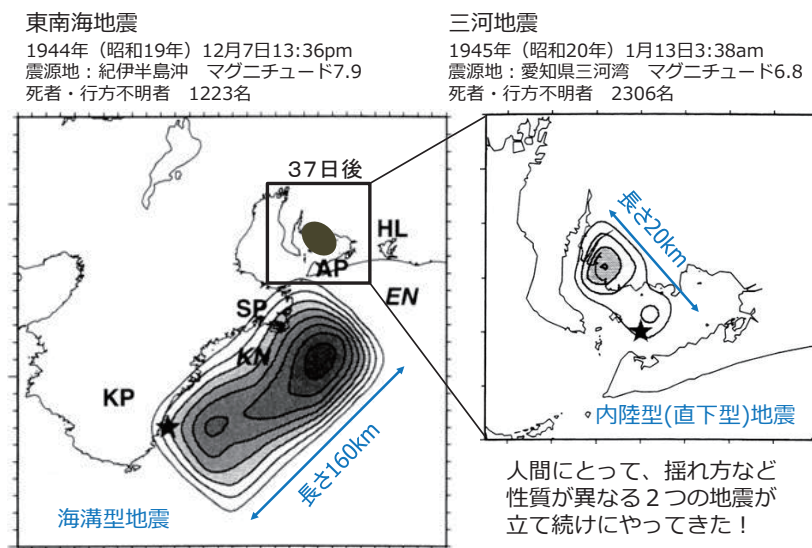 東南海地震
1944年（昭和19年）12月7日13:36pm
震源地：紀伊半島沖　マグニチュード7.9
死者・行方不明者　1223名
三河地震
1945年（昭和20年）1月13日3:38am
震源地：愛知県三河湾　マグニチュード6.8
死者・行方不明者　2306名
３７日後
HL
AP
EN
SP
KN
KP
長さ160km
海溝型地震
長さ20km
内陸型(直下型)地震
人間にとって、揺れ方など
性質が異なる２つの地震が
立て続けにやってきた！